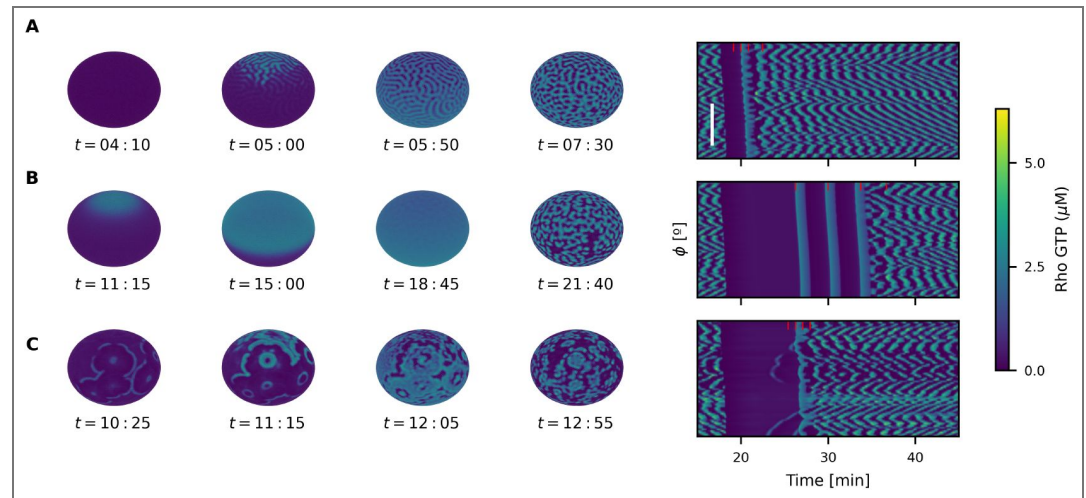 A
t = 04 : 10
t = 05 : 00
t = 05 : 50
t = 07 : 30
B
t = 11 : 15
t = 15 : 00
t = 18 : 45
t = 21 : 40
C
t = 10 : 25
t = 11 : 15
t = 12 : 05
t = 12 : 55
ϕ [º]
20
30
40
Time [min]
5.0
2.5
0.0
Rho GTP (μM)